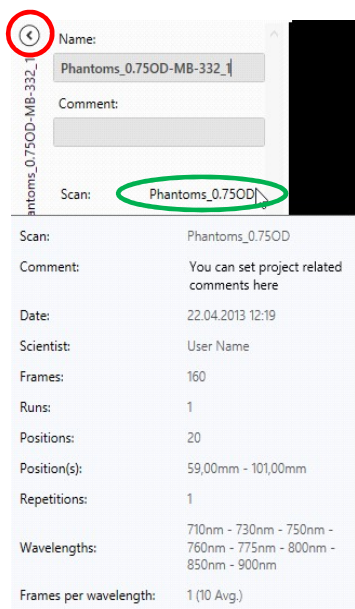 Name:
Phantoms_0.75OD-MB-332_1
Comment:
antoms_0.75OD-MB-332_1
Scan: Phantoms_0.75OD
Scan: Phantoms_0.75OD
Comment: You can set project related
comments here
Date: 22.04.2013 12:19
Scientist: User Name
Frames: 160
Runs: 1
Positions: 20
Position(s): 59,00mm - 101,00mm
Repetitions: 1
Wavelengths: 710nm - 730nm - 750nm -
760nm - 775nm - 800nm -
850nm - 900nm
Frames per wavelength: 1 (10 Avg.)